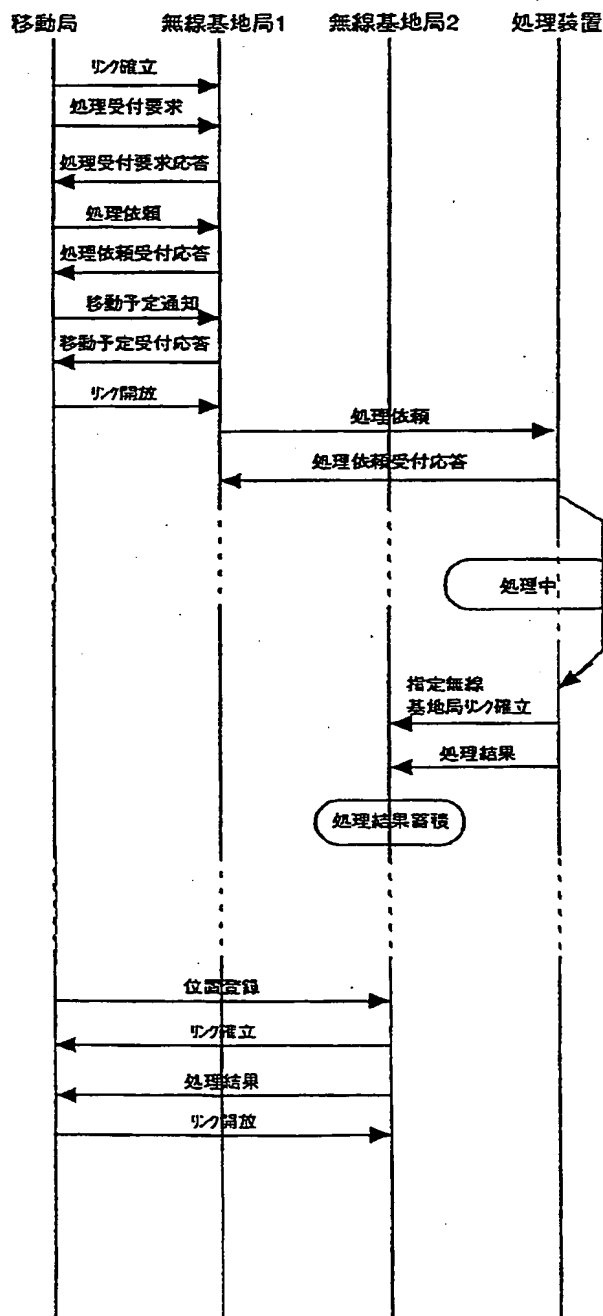 移動局 無線基地局1 無線基地局2 処理装置
リンク確立
処理受付要求
処理受付要求応答
処理依頼
処理依頼受付応答
移動予定通知
移動予定受付応答
リンク開放
処理依頼
処理依頼受付応答
処理中
指定無線
基地局リンク確立
処理結果
処理結果蓄積
位置登録
リンク確立
処理結果
リンク開放